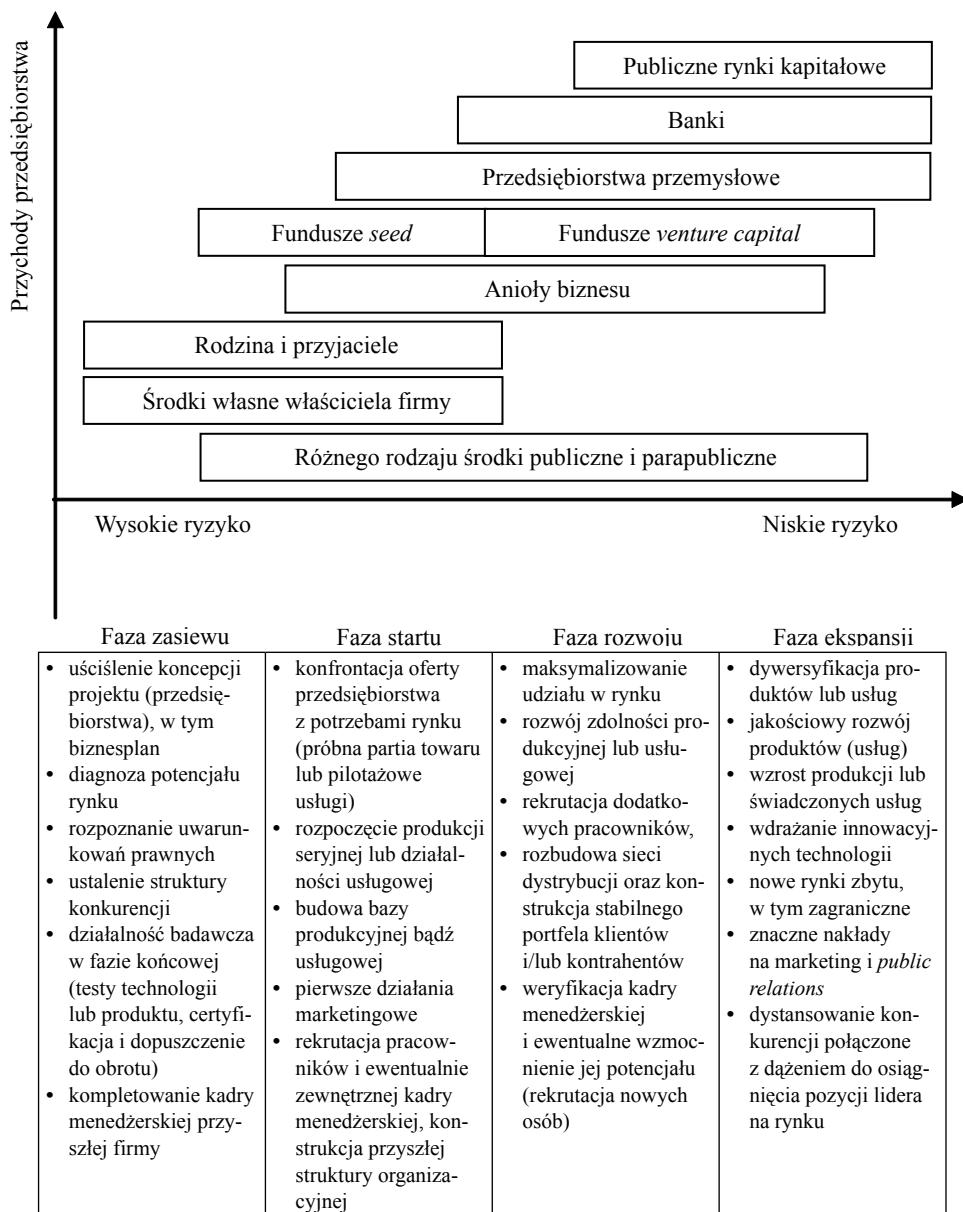 Przychody przedsiębiorstwa
Publiczne rynki kapitałowe
Banki
Przedsiębiorstwa przemysłowe
Fundusze seed
Fundusze venture capital
Anioły biznesu
Rodzina i przyjaciele
Środki własne właściciela firmy
Różnego rodzaju środki publiczne i parapubliczne
Wysokie ryzyko
Niskie ryzyko
Faza zasiewu
• uściślenie koncepcji
projektu (przedsię-
biorstwa), w tym
biznesplan
• diagnoza potencjału
rynku
• rozpoznanie uwarun-
kowań prawnych
• ustalenie struktury
konkurencji
• działalność badawcza
w fazie końcowej
(testy technologii
lub produktu, certyfi-
kacja i dopuszczenie
do obrotu)
• kompletowanie kadry
menedżerskiej przy-
szłej firmy
Faza startu
• konfrontacja oferty
przedsiębiorstwa
z potrzebami rynku
(próbna partia towaru
lub pilotażowe
usługi)
• rozpoczęcie produkcji
seryjnej lub działal-
ności usługowej
• budowa bazy
produkcyjnej bądź
usługowej
• pierwsze działania
marketingowe
• rekrutacja pracow-
ników i ewentualnie
zewnętrznej kadry
menedżerskiej, kon-
strukcja przyszłej
struktury organiza-
cyjnej
Faza rozwoju
• maksymalizowanie
udziału w rynku
• rozwój zdolności pro-
dukcyjnej lub usłu-
gowej
• rekrutacja dodatko-
wych pracowników,
• rozbudowa sieci
dystrybucji oraz kon-
strukcja stabilnego
portfela klientów
i/lub kontrahentów
• weryfikacja kadry
menedżerskiej
i ewentualne wzmoc-
nienie jej potencjału
(rekrutacja nowych
osób)
Faza ekspansji
• dywersyfikacja pro-
duktów lub usług
• jakościowy rozwój
produktów (usług)
• wzrost produkcji lub
świadczonych usług
• wdrażanie innowacyj-
nych technologii
• nowe rynki zbytu,
w tym zagraniczne
• znaczne nakłady
na marketing i public
relations
• dystansowanie kon-
kurencji połączone
z dążeniem do osiąg-
nięcia pozycji lidera
na rynku